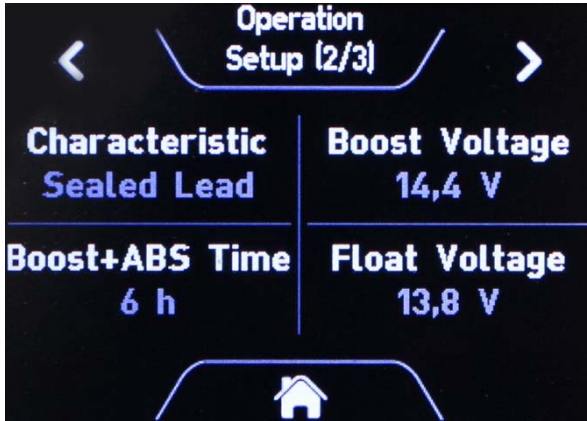 Operation
Setup (2/3)
Characteristic
Sealed Lead
Boost Voltage
14,4 V
Boost+ABS Time
6 h
Float Voltage
13,8 V